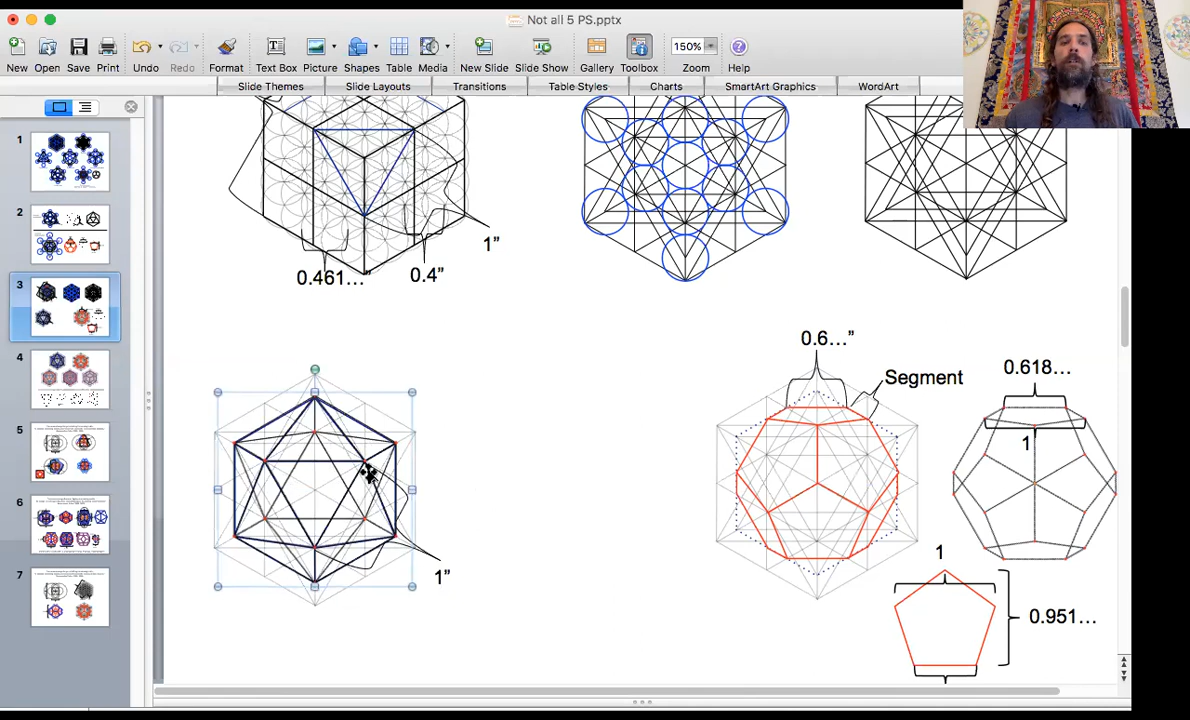 Not all 5 PS.pptx
New
Open
Save
Print
Undo
Redo
Format
Text Box
Picture
Shapes
Table
Media
New Slide
Slide Show
Gallery
Toolbox
150%
Zoom
Help
Slide Themes
Slide Layouts
Transitions
Table Styles
Charts
SmartArt Graphics
WordArt
1
2
3
4
5
6
7
0.461…”
0.4”
1”
0.6…”
Segment
0.618…
1
1”
1
0.951…